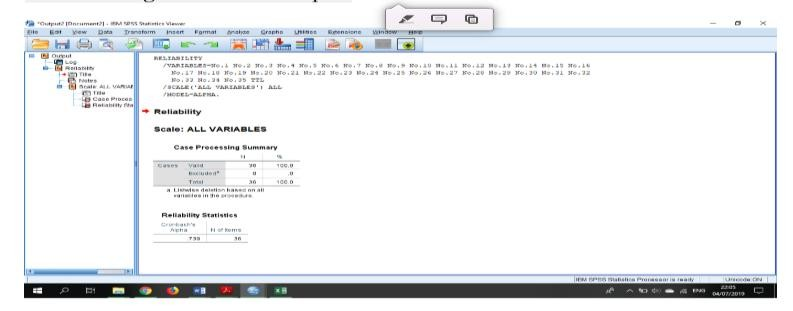 *Output2 [Document2] - IBM SPSS Statistics Viewer
File Edit View Data Transform Insert Format Analyze Graphs Utilities Extensions Window Help
Output
Log
Reliability
Title
Notes
Scale: ALL VARIAB
Title
Case Proces
Reliability Sta
RELIABILITY
/VARIABLES=No.1 No.2 No.3 No.4 No.5 No.6 No.7 No.8 No.9 No.10 No.11 No.12 No.13 No.14 No.15 No.16
No.17 No.18 No.19 No.20 No.21 No.22 No.23 No.24 No.25 No.26 No.27 No.28 No.29 No.30 No.31 No.32
No.33 No.34 No.35 TTL
/SCALE('ALL VARIABLES') ALL
/MODEL=ALPHA.
Reliability
Scale: ALL VARIABLES
Case Processing Summary
N %
Cases Valid 36 100.0
Excludedª 0 .0
Total 36 100.0
a. Listwise deletion based on all
variables in the procedure.
Reliability Statistics
Cronbach's
Alpha N of Items
.739 36
IBM SPSS Statistics Processor is ready Unicode:ON
ENG 22:05
04/07/2019